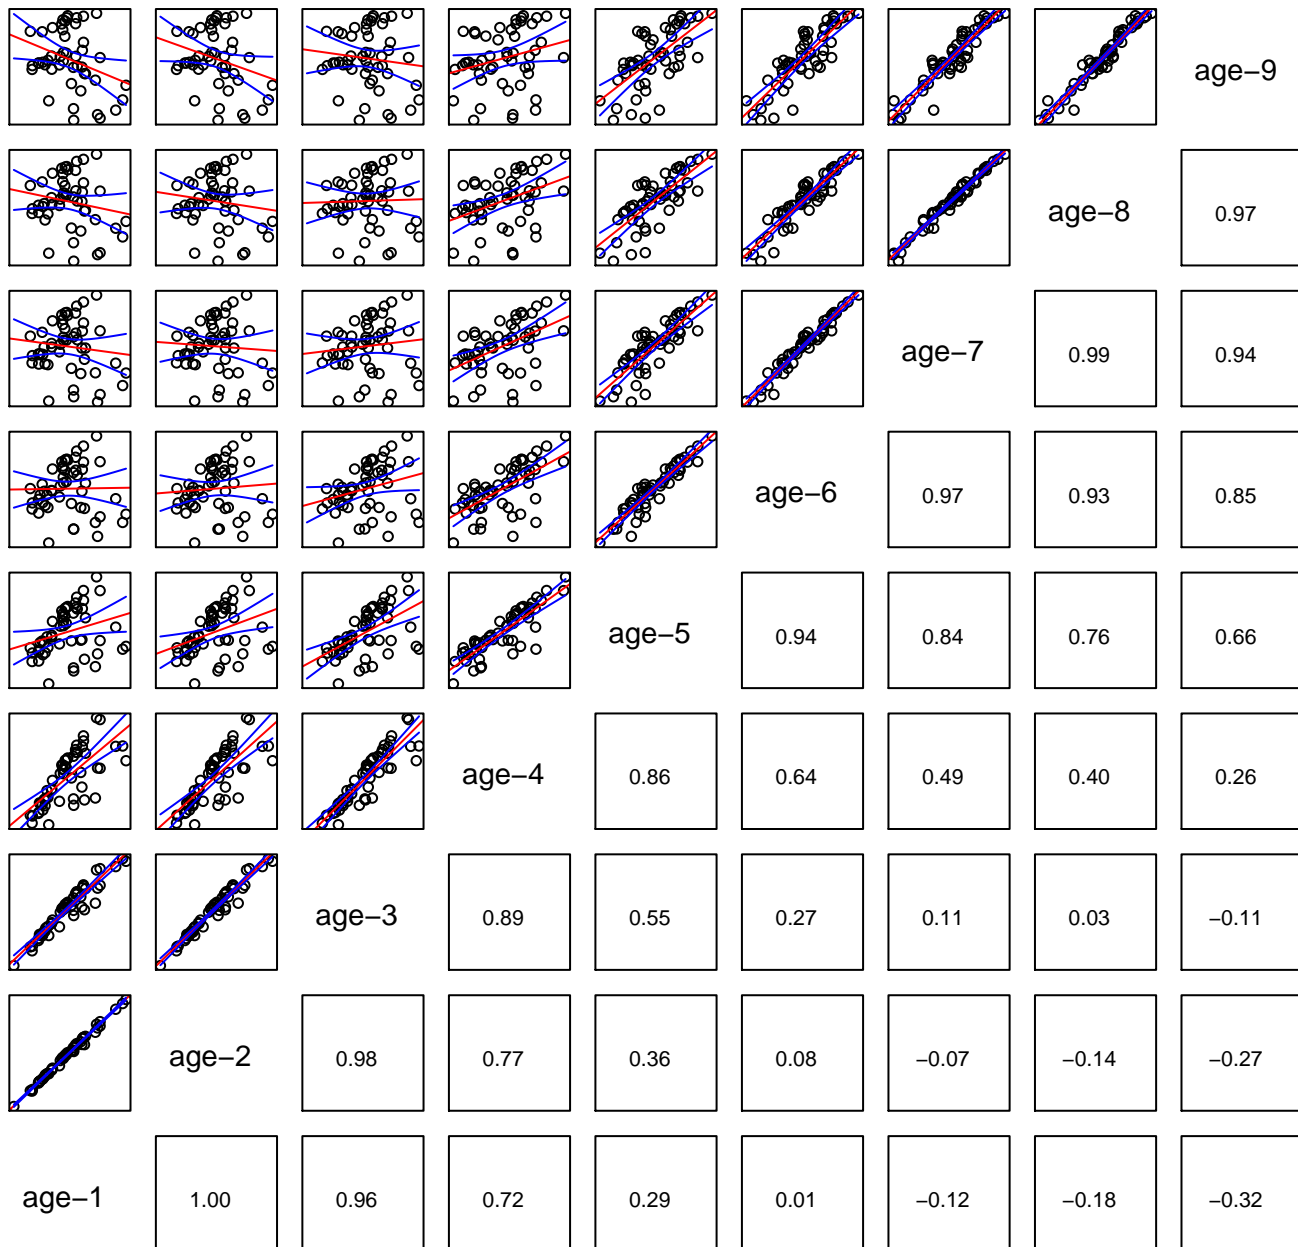 age−9
age−8 0.97
age−7 0.99 0.94
age−6 0.97 0.93 0.85
age−5 0.94 0.84 0.76 0.66
age−4 0.86 0.64 0.49 0.40 0.26
age−3 0.89 0.55 0.27 0.11 0.03 −0.11
age−2 0.98 0.77 0.36 0.08 −0.07 −0.14 −0.27
age−1 1.00 0.96 0.72 0.29 0.01 −0.12 −0.18 −0.32